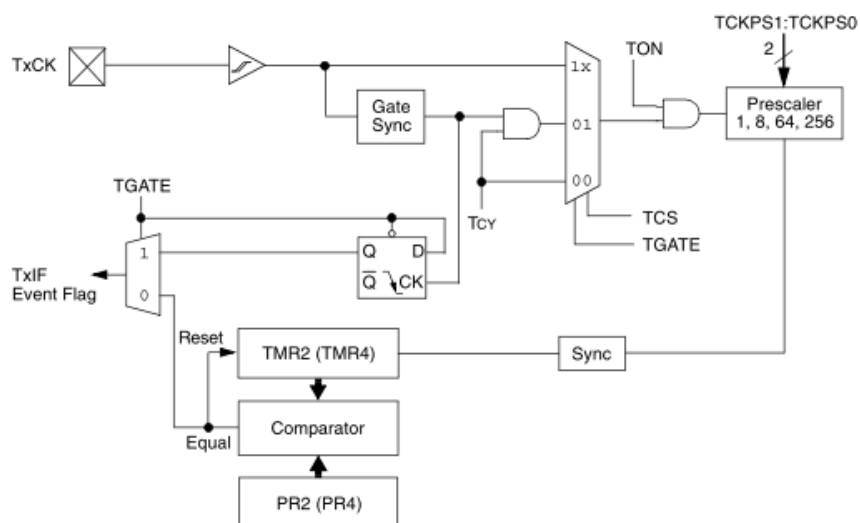 TCKPS1:TCKPS0
2
TxCK
TON
1x
Prescaler
1, 8, 64, 256
Gate
Sync
01
00
TGATE
TCY
TCS
TGATE
1
Q D
Q CK
TxIF
Event Flag
0
Reset
TMR2 (TMR4)
Sync
Equal
Comparator
PR2 (PR4)